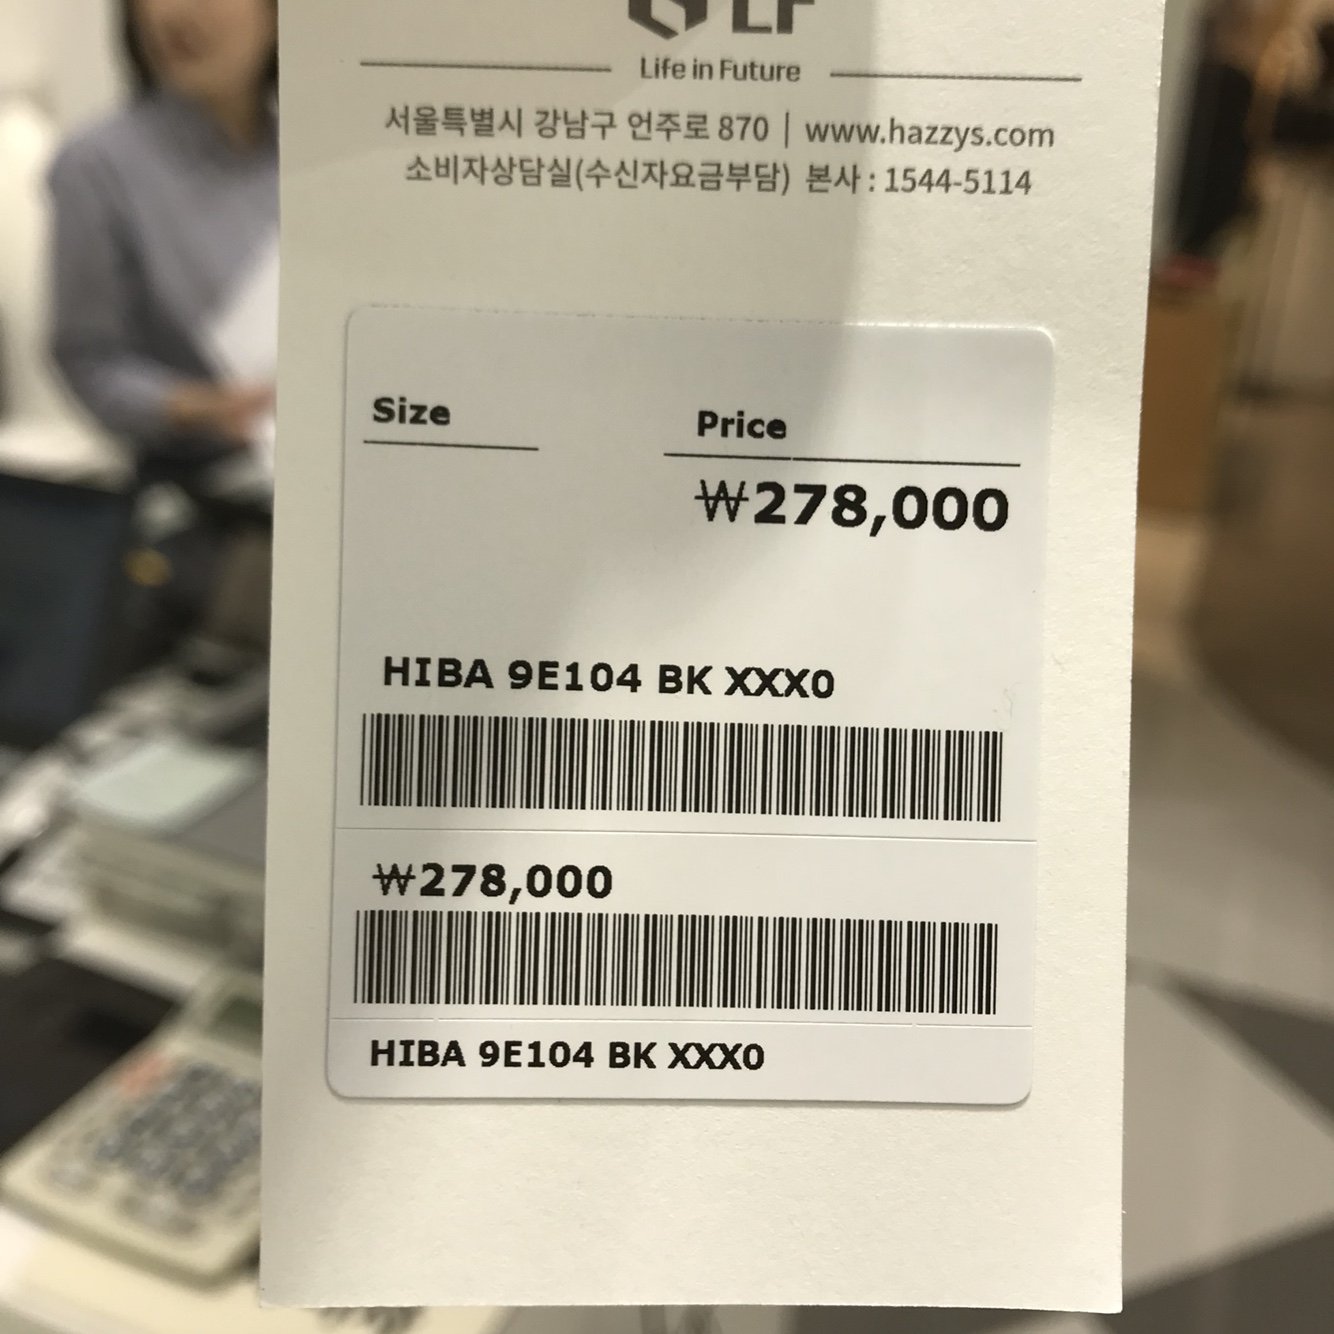 LF
Life in Future
서울특별시 강남구 언주로 870 | www.hazzys.com
소비자상담실(수신자요금부담) 본사 : 1544-5114
Size
Price
₩278,000
HIBA 9E104 BK XXX0
₩278,000
HIBA 9E104 BK XXX0